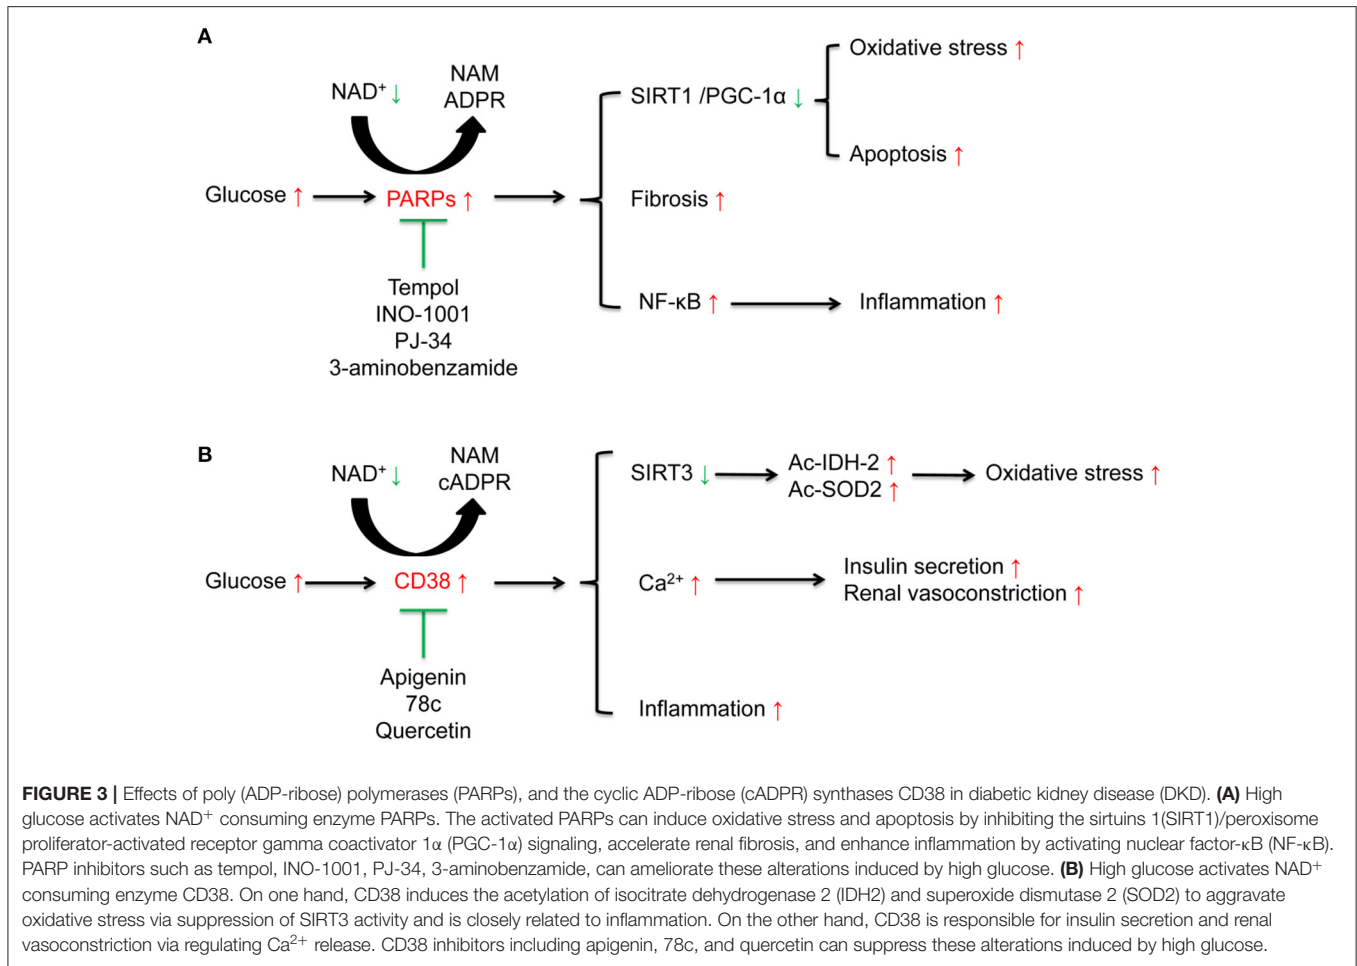 A
NAD⁺ ↓
NAM
ADPR
Glucose ↑
PARPs ↑
Tempol
INO-1001
PJ-34
3-aminobenzamide
SIRT1 /PGC-1α ↓
Oxidative stress ↑
Apoptosis ↑
Fibrosis ↑
NF-κB ↑
Inflammation ↑
B
NAD⁺ ↓
NAM
cADPR
Glucose ↑
CD38 ↑
Apigenin
78c
Quercetin
SIRT3 ↓
Ac-IDH-2 ↑
Ac-SOD2 ↑
Oxidative stress ↑
Ca²⁺ ↑
Insulin secretion ↑
Renal vasoconstriction ↑
Inflammation ↑
FIGURE 3 | Effects of poly (ADP-ribose) polymerases (PARPs), and the cyclic ADP-ribose (cADPR) synthases CD38 in diabetic kidney disease (DKD). (A) High
glucose activates NAD⁺ consuming enzyme PARPs. The activated PARPs can induce oxidative stress and apoptosis by inhibiting the sirtuins 1(SIRT1)/peroxisome
proliferator-activated receptor gamma coactivator 1α (PGC-1α) signaling, accelerate renal fibrosis, and enhance inflammation by activating nuclear factor-κB (NF-κB).
PARP inhibitors such as tempol, INO-1001, PJ-34, 3-aminobenzamide, can ameliorate these alterations induced by high glucose. (B) High glucose activates NAD⁺
consuming enzyme CD38. On one hand, CD38 induces the acetylation of isocitrate dehydrogenase 2 (IDH2) and superoxide dismutase 2 (SOD2) to aggravate
oxidative stress via suppression of SIRT3 activity and is closely related to inflammation. On the other hand, CD38 is responsible for insulin secretion and renal
vasoconstriction via regulating Ca²⁺ release. CD38 inhibitors including apigenin, 78c, and quercetin can suppress these alterations induced by high glucose.